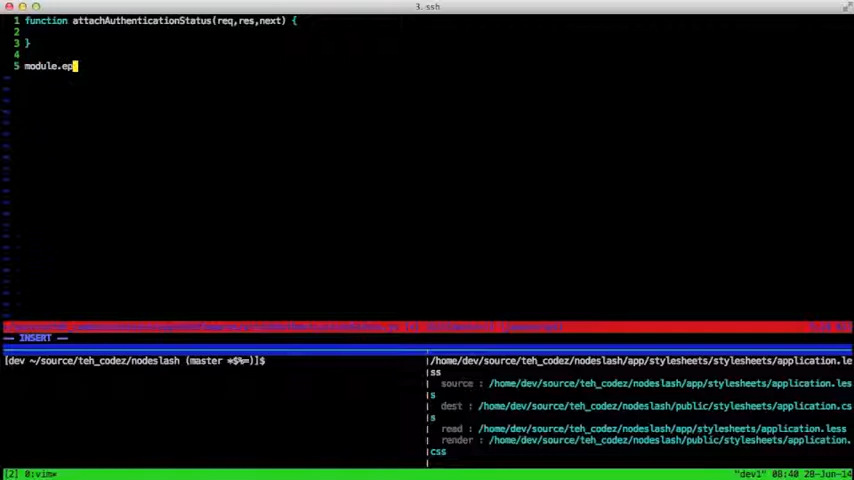 3. ssh
1 function attachAuthenticationStatus(req,res,next) {
2
3 }
4
5 module.ep
-- INSERT --
[dev ~/source/teh_codez/nodeslash (master *$%=)]$
/home/dev/source/teh_codez/nodeslash/app/stylesheets/stylesheets/application.le
ss
source : /home/dev/source/teh_codez/nodeslash/app/stylesheets/application.les
s
dest : /home/dev/source/teh_codez/nodeslash/public/stylesheets/application.cs
s
read : /home/dev/source/teh_codez/nodeslash/app/stylesheets/application.less
render : /home/dev/source/teh_codez/nodeslash/public/stylesheets/application.
css
[2] 0:vim* "dev1" 08:40 28-Jun-14